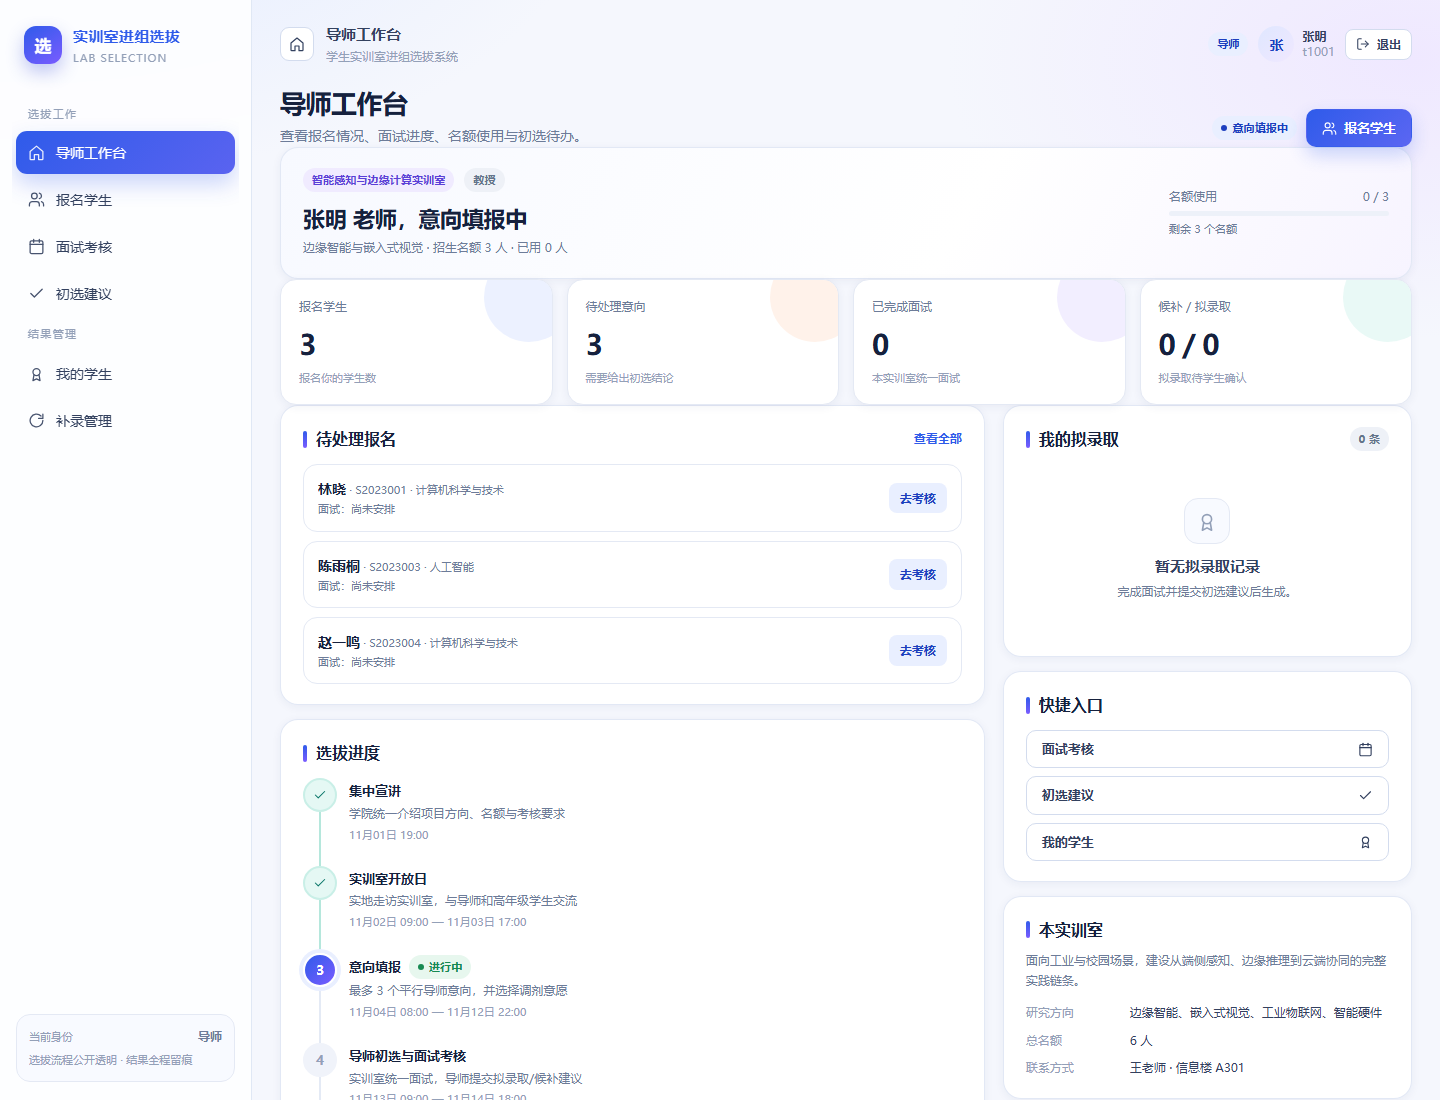 选
实训室进组选拔
LAB SELECTION
选拔工作
导师工作台
报名学生
面试考核
初选建议
结果管理
我的学生
补录管理
当前身份
导师
选拔流程公开透明 · 结果全程留痕
导师工作台
学生实训室进组选拔系统
导师
张
张明
t1001
退出
导师工作台
查看报名情况、面试进度、名额使用与初选待办。
意向填报中
报名学生
智能感知与边缘计算实训室
教授
张明 老师，意向填报中
边缘智能与嵌入式视觉 · 招生名额 3 人 · 已用 0 人
名额使用
0 / 3
剩余 3 个名额
报名学生
3
报名你的学生数
待处理意向
3
需要给出初选结论
已完成面试
0
本实训室统一面试
候补 / 拟录取
0 / 0
拟录取待学生确认
待处理报名
查看全部
林晓 · S2023001 · 计算机科学与技术
面试：尚未安排
去考核
陈雨桐 · S2023003 · 人工智能
面试：尚未安排
去考核
赵一鸣 · S2023004 · 计算机科学与技术
面试：尚未安排
去考核
选拔进度
集中宣讲
学院统一介绍项目方向、名额与考核要求
11月01日 19:00
实训室开放日
实地走访实训室，与导师和高年级学生交流
11月02日 09:00 — 11月03日 17:00
3
意向填报
进行中
最多 3 个平行导师意向，并选择调剂意愿
11月04日 08:00 — 11月12日 22:00
4
导师初选与面试考核
实训室统一面试，导师提交拟录取/候补建议
11月13日 09:00 — 11月14日 18:00
我的拟录取
0 条
暂无拟录取记录
完成面试并提交初选建议后生成。
快捷入口
面试考核
初选建议
我的学生
本实训室
面向工业与校园场景，建设从端侧感知、边缘推理到云端协同的完整
实践链条。
研究方向
边缘智能、嵌入式视觉、工业物联网、智能硬件
总名额
6 人
联系方式
王老师 · 信息楼 A301